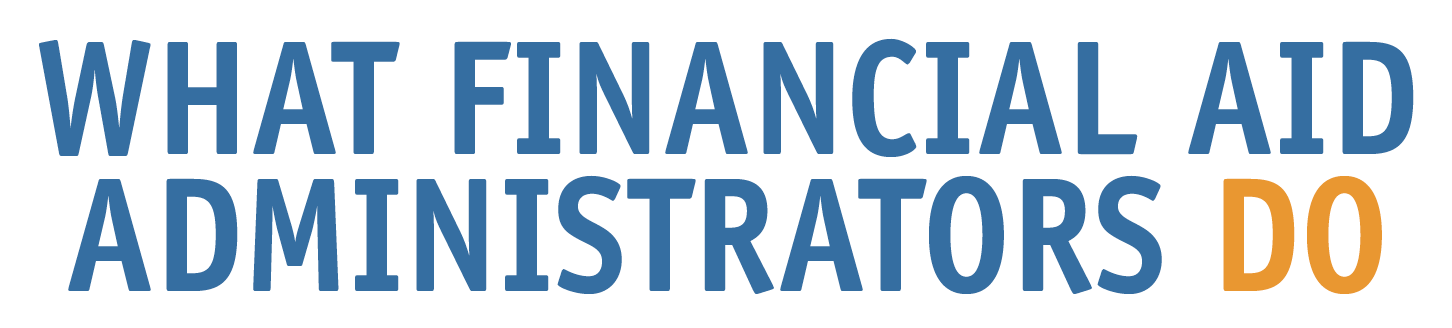 WHAT FINANCIAL AID
ADMINISTRATORS DO